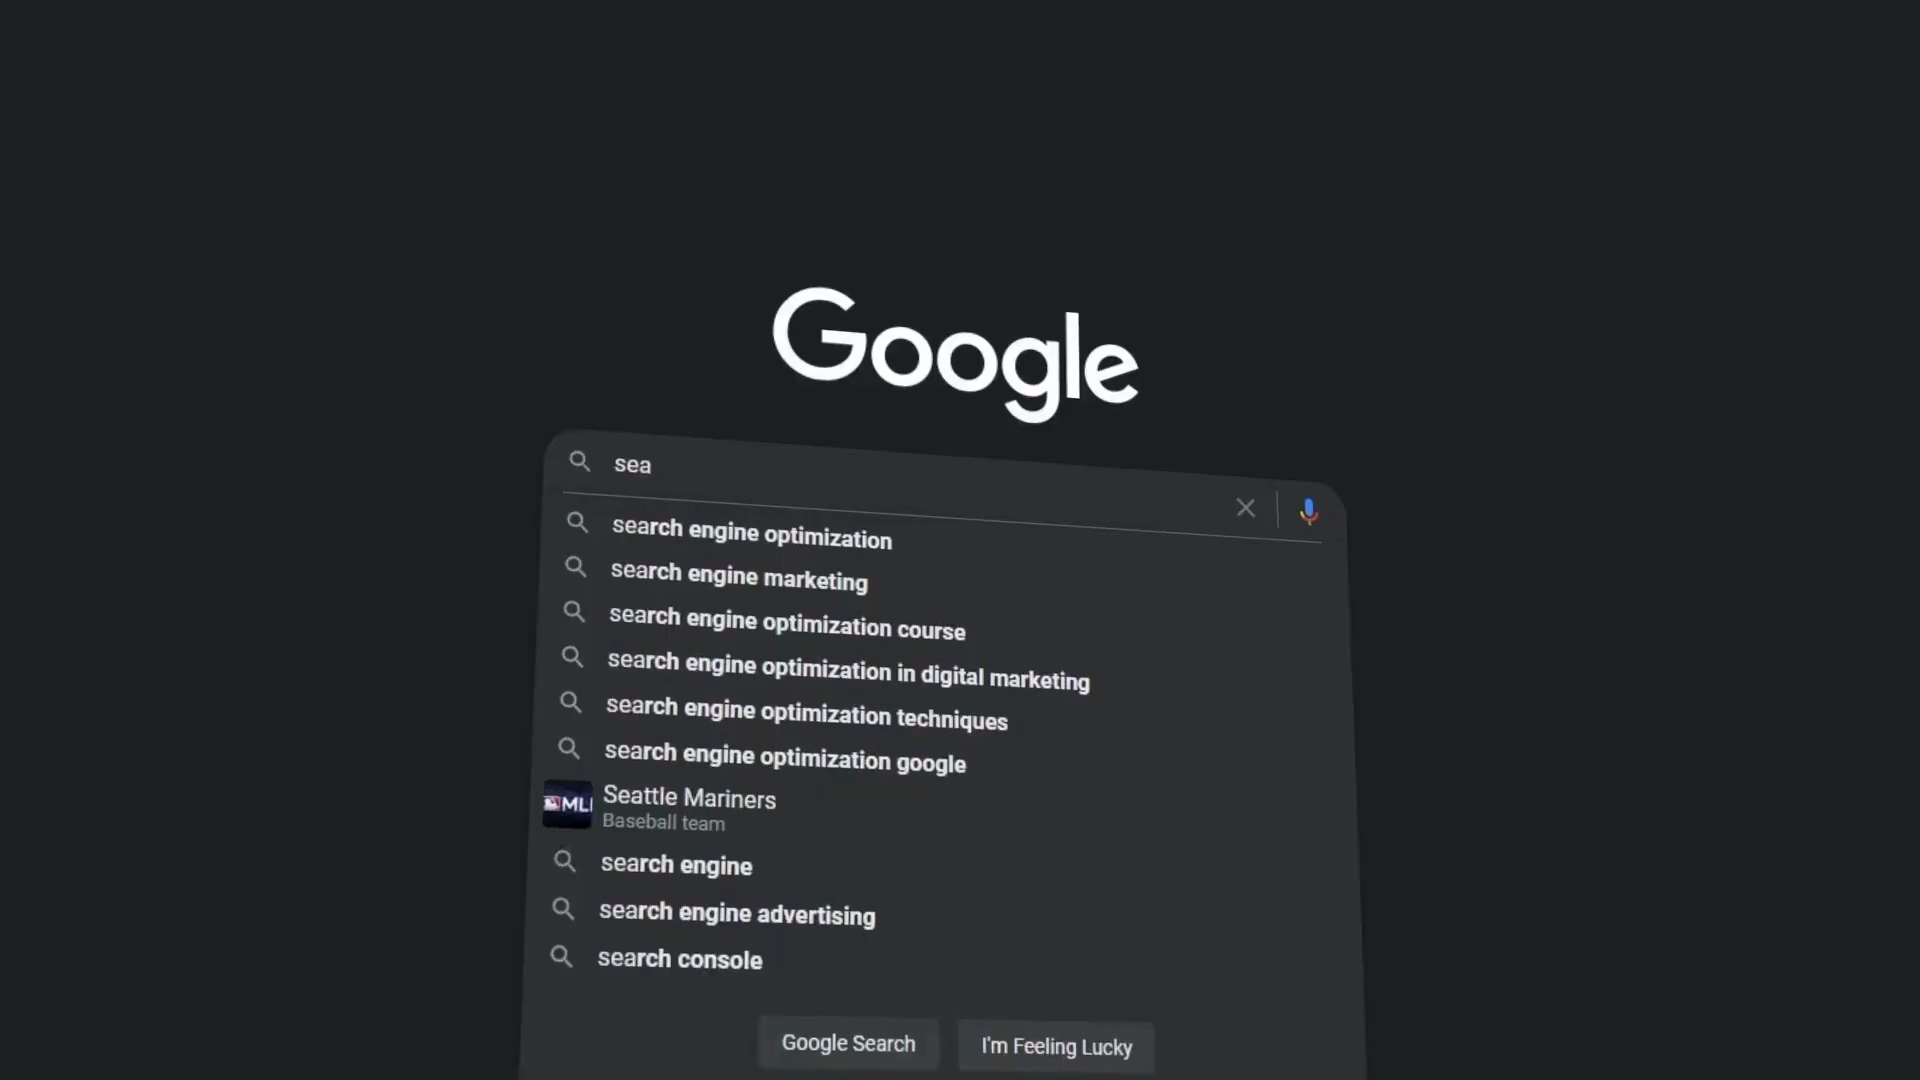 Google
sea
search engine optimization
search engine marketing
search engine optimization course
search engine optimization in digital marketing
search engine optimization techniques
search engine optimization google
Seattle Mariners
Baseball team
search engine
search engine advertising
search console
Google Search
I'm Feeling Lucky